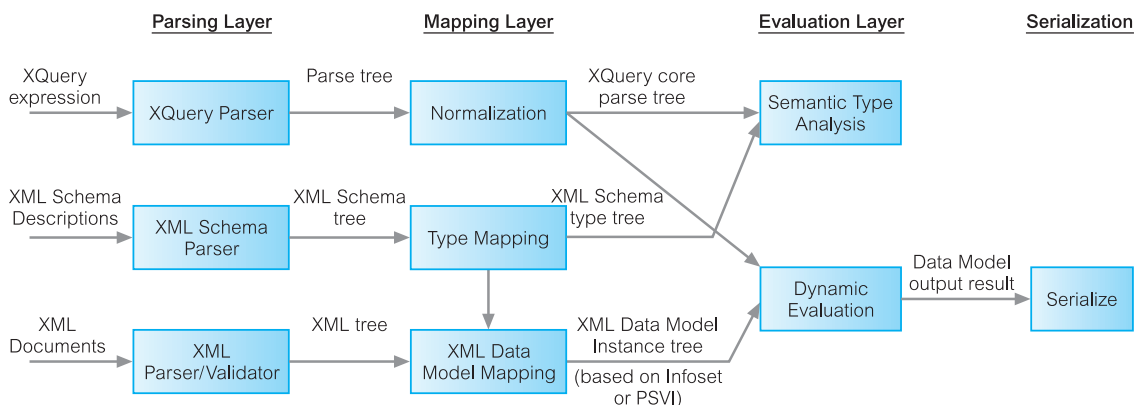 Parsing Layer
Mapping Layer
Evaluation Layer
Serialization
XQuery
expression
XQuery Parser
Parse tree
Normalization
XQuery core
parse tree
Semantic Type
Analysis
XML Schema
Descriptions
XML Schema
Parser
XML Schema
tree
Type Mapping
XML Schema
type tree
Dynamic
Evaluation
Data Model
output result
Serialize
XML
Documents
XML
Parser/Validator
XML tree
XML Data
Model Mapping
XML Data Model
Instance tree
(based on Infoset
or PSVI)